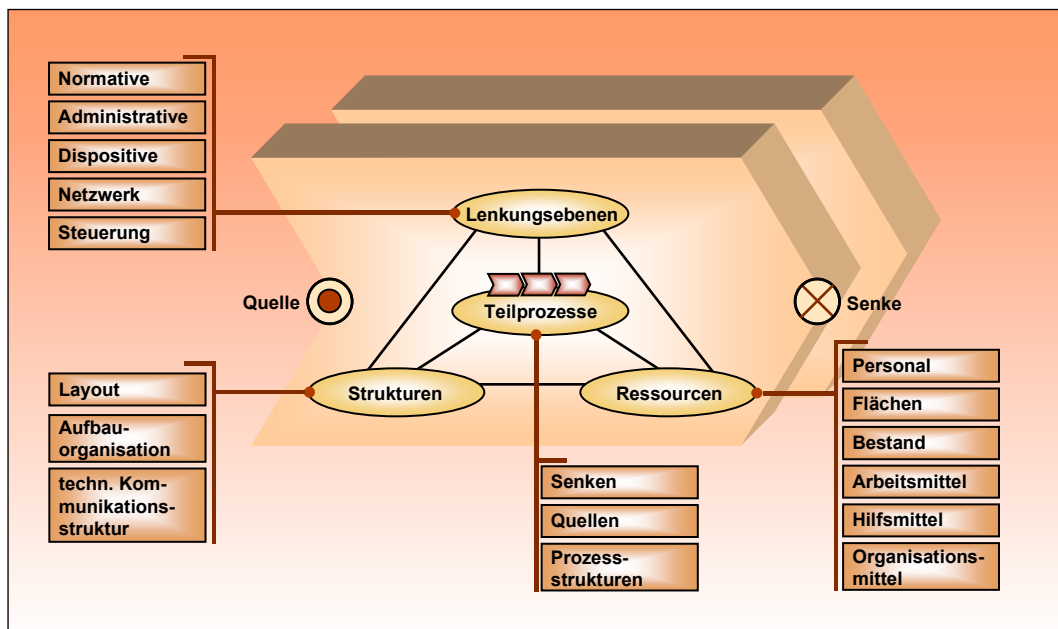 Normative
Administrative
Dispositive
Netzwerk
Steuerung
Lenkungsebenen
Quelle
Teilprozesse
Senke
Strukturen
Ressourcen
Layout
Aufbau-
organisation
techn. Kom-
munikations-
struktur
Senken
Quellen
Prozess-
strukturen
Personal
Flächen
Bestand
Arbeitsmittel
Hilfsmittel
Organisations-
mittel